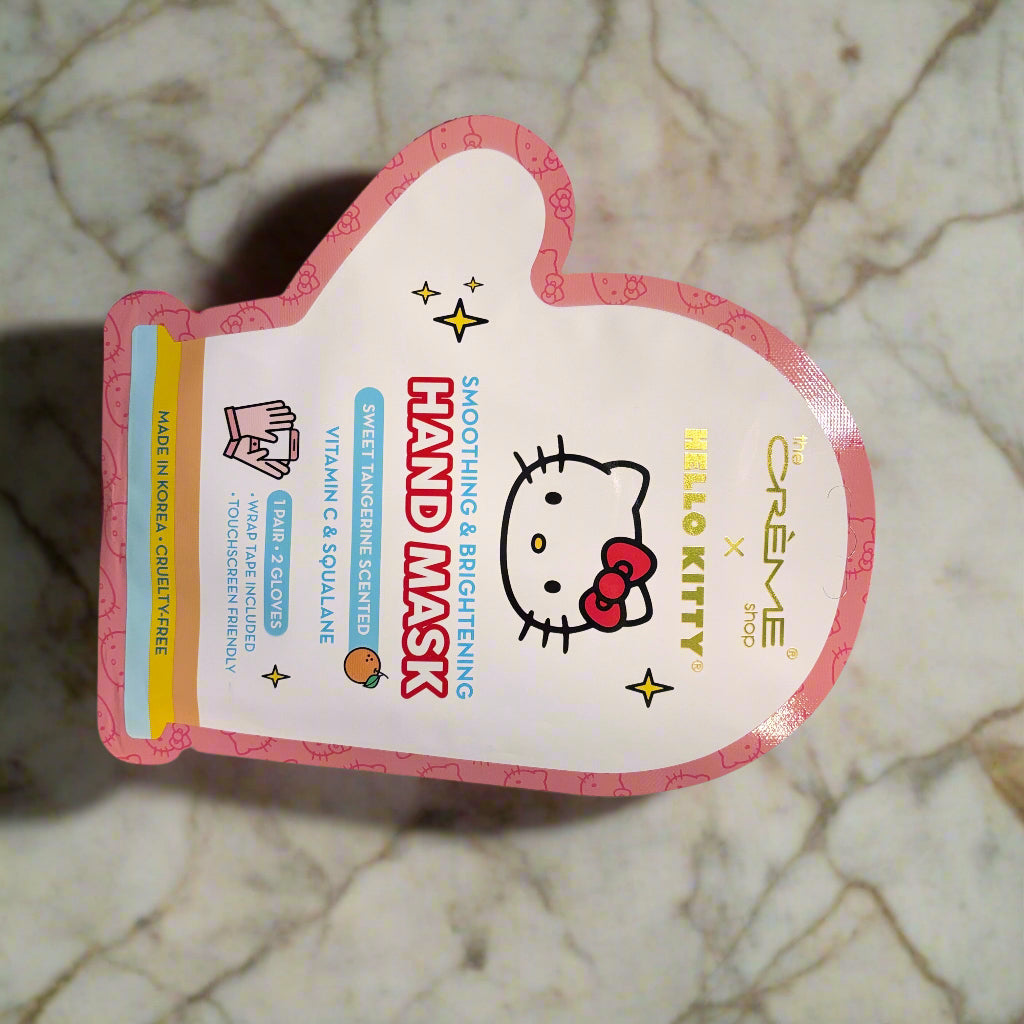 the
CRÈME®
shop
×
HELLO KITTY®
SMOOTHING & BRIGHTENING
HAND MASK
SWEET TANGERINE SCENTED
VITAMIN C & SQUALANE
1 PAIR • 2 GLOVES
• WRAP TAPE INCLUDED
• TOUCHSCREEN FRIENDLY
MADE IN KOREA • CRUELTY-FREE